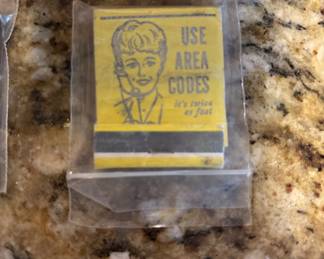 USE
AREA
CODES
it's twice
as fast